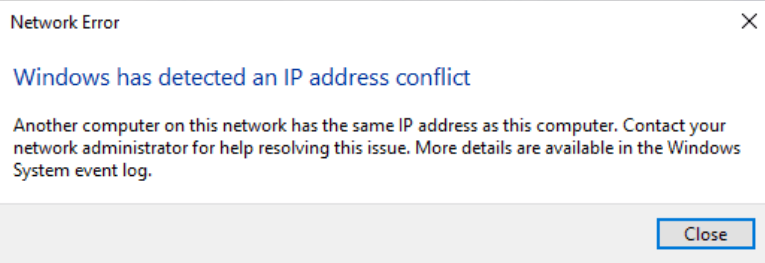 Network Error
Windows has detected an IP address conflict
Another computer on this network has the same IP address as this computer. Contact your
network administrator for help resolving this issue. More details are available in the Windows
System event log.
Close